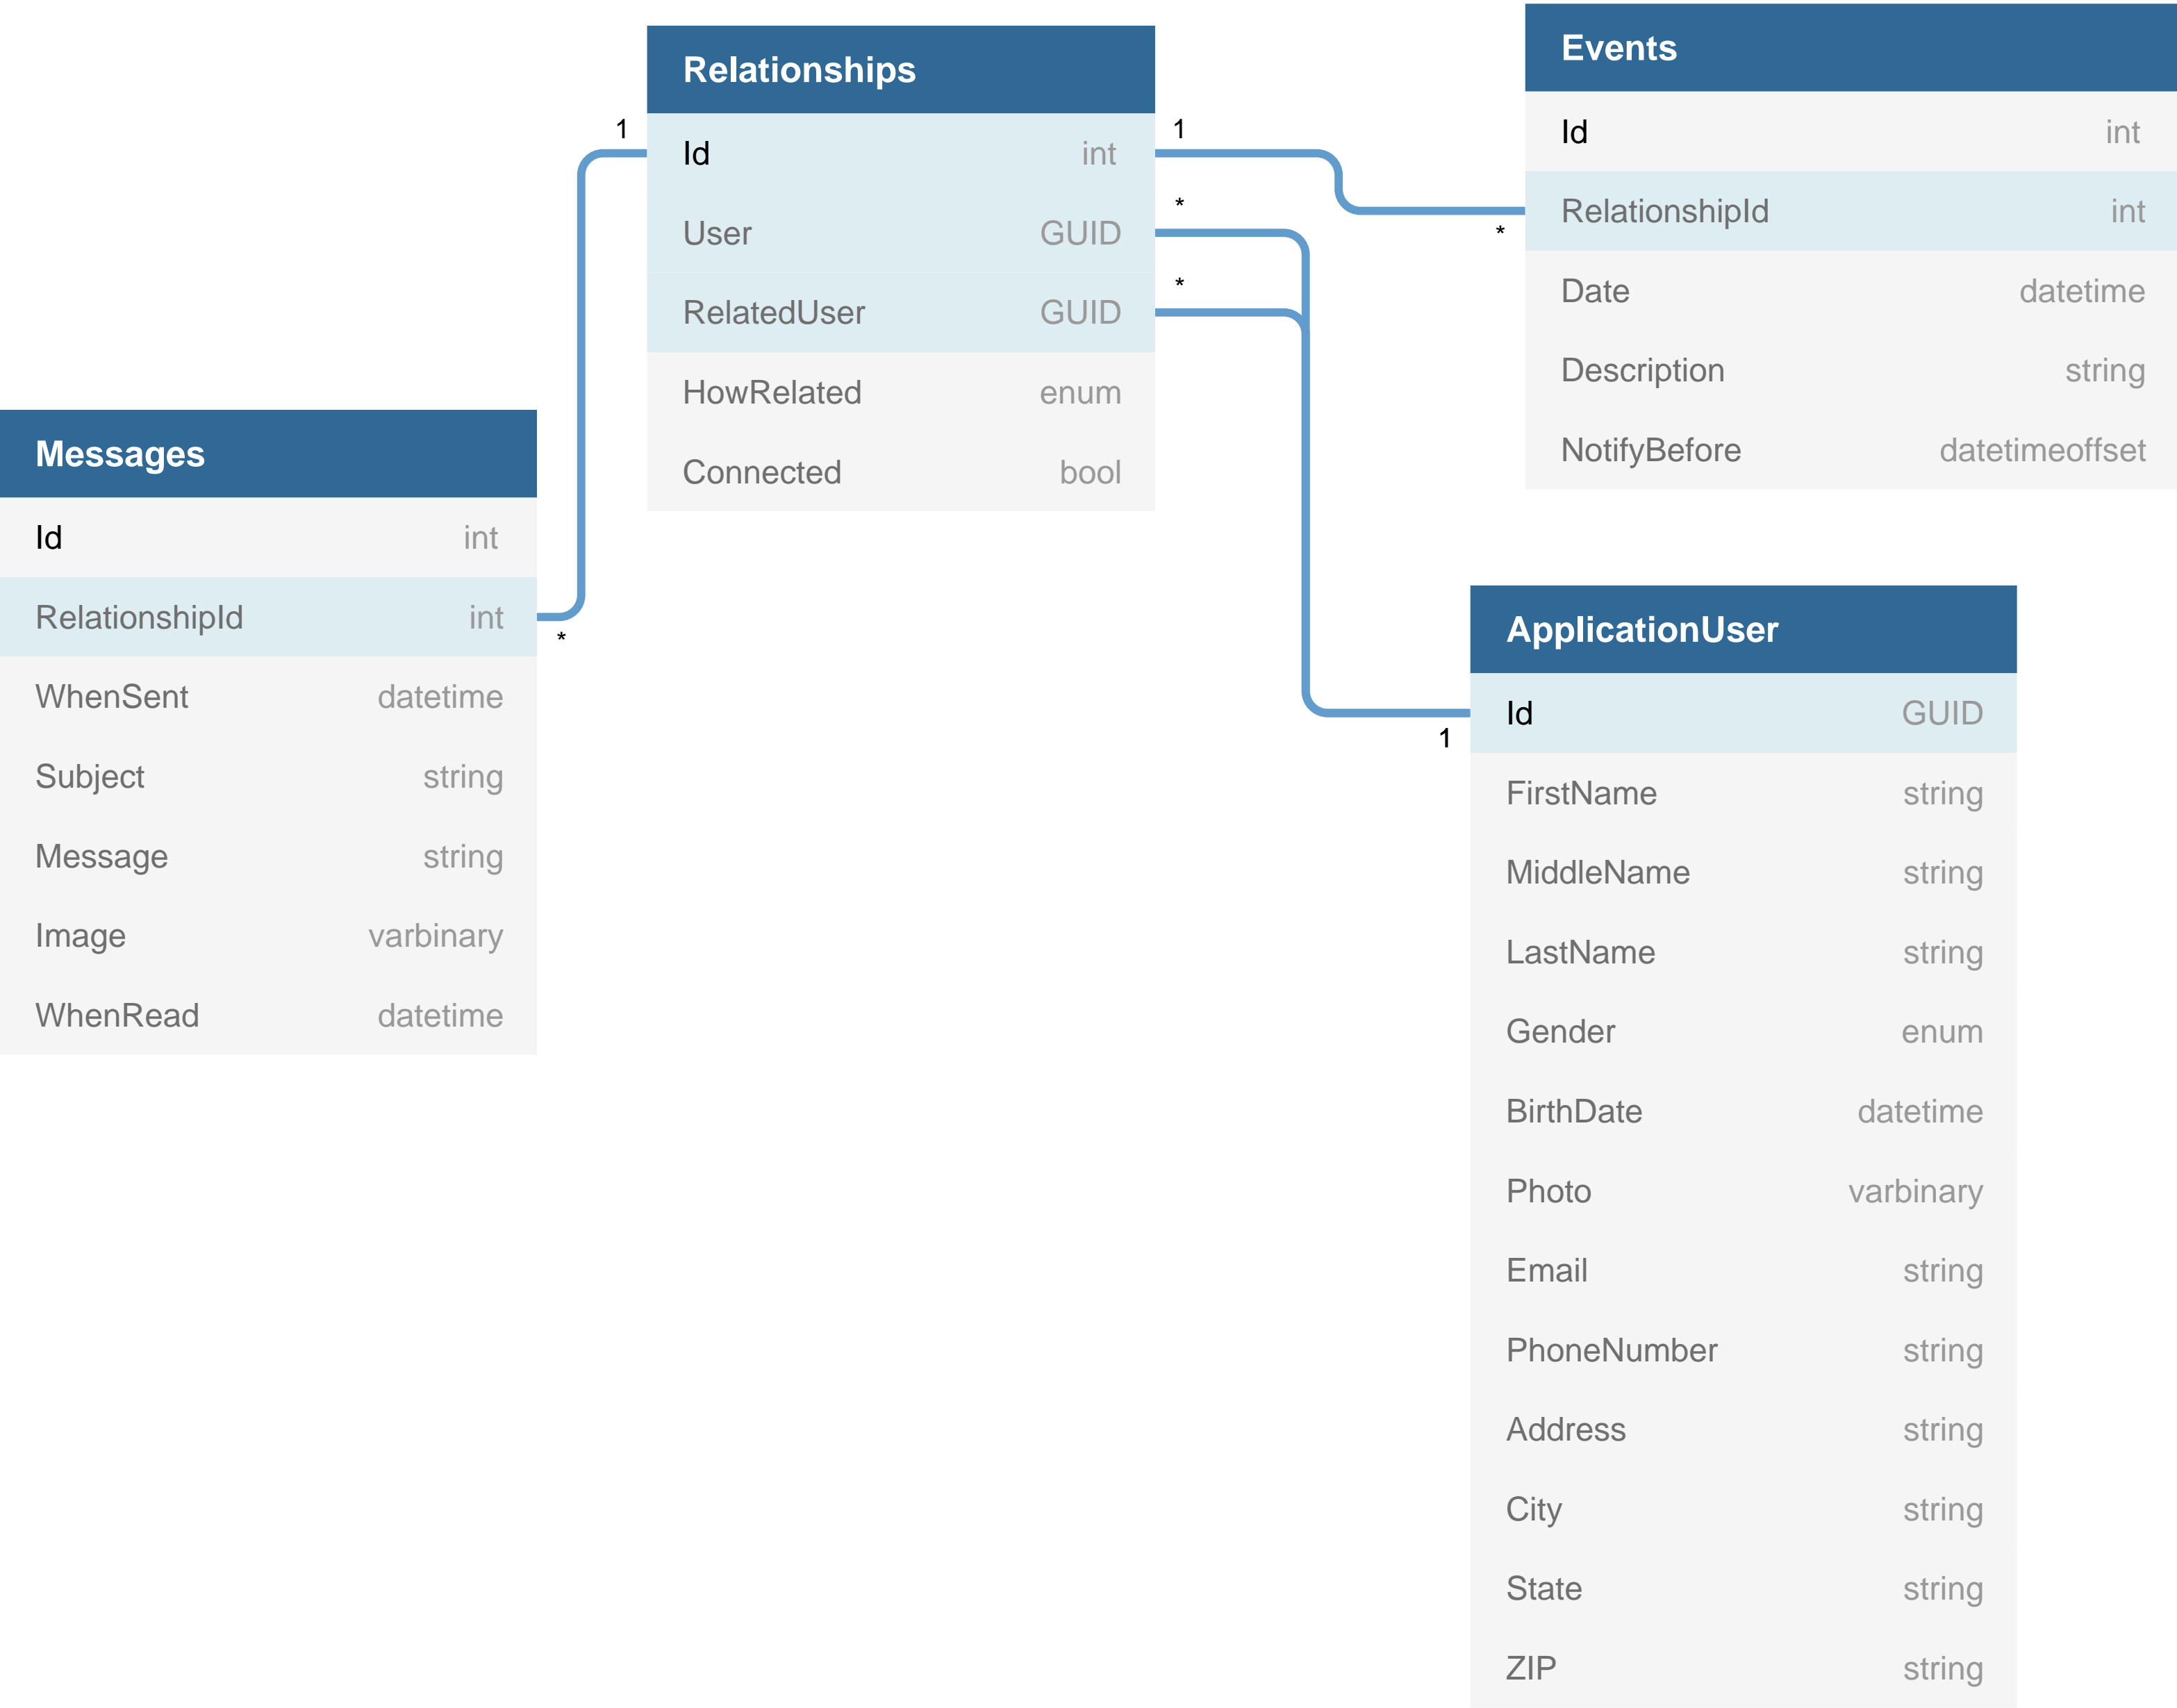 Relationships
1
Id int
1
User GUID
*
RelatedUser GUID
*
HowRelated enum
Connected bool
Events
Id int
RelationshipId int
*
Date datetime
Description string
NotifyBefore datetimeoffset
Messages
Id int
RelationshipId int
*
WhenSent datetime
Subject string
Message string
Image varbinary
WhenRead datetime
ApplicationUser
Id GUID
1
FirstName string
MiddleName string
LastName string
Gender enum
BirthDate datetime
Photo varbinary
Email string
PhoneNumber string
Address string
City string
State string
ZIP string